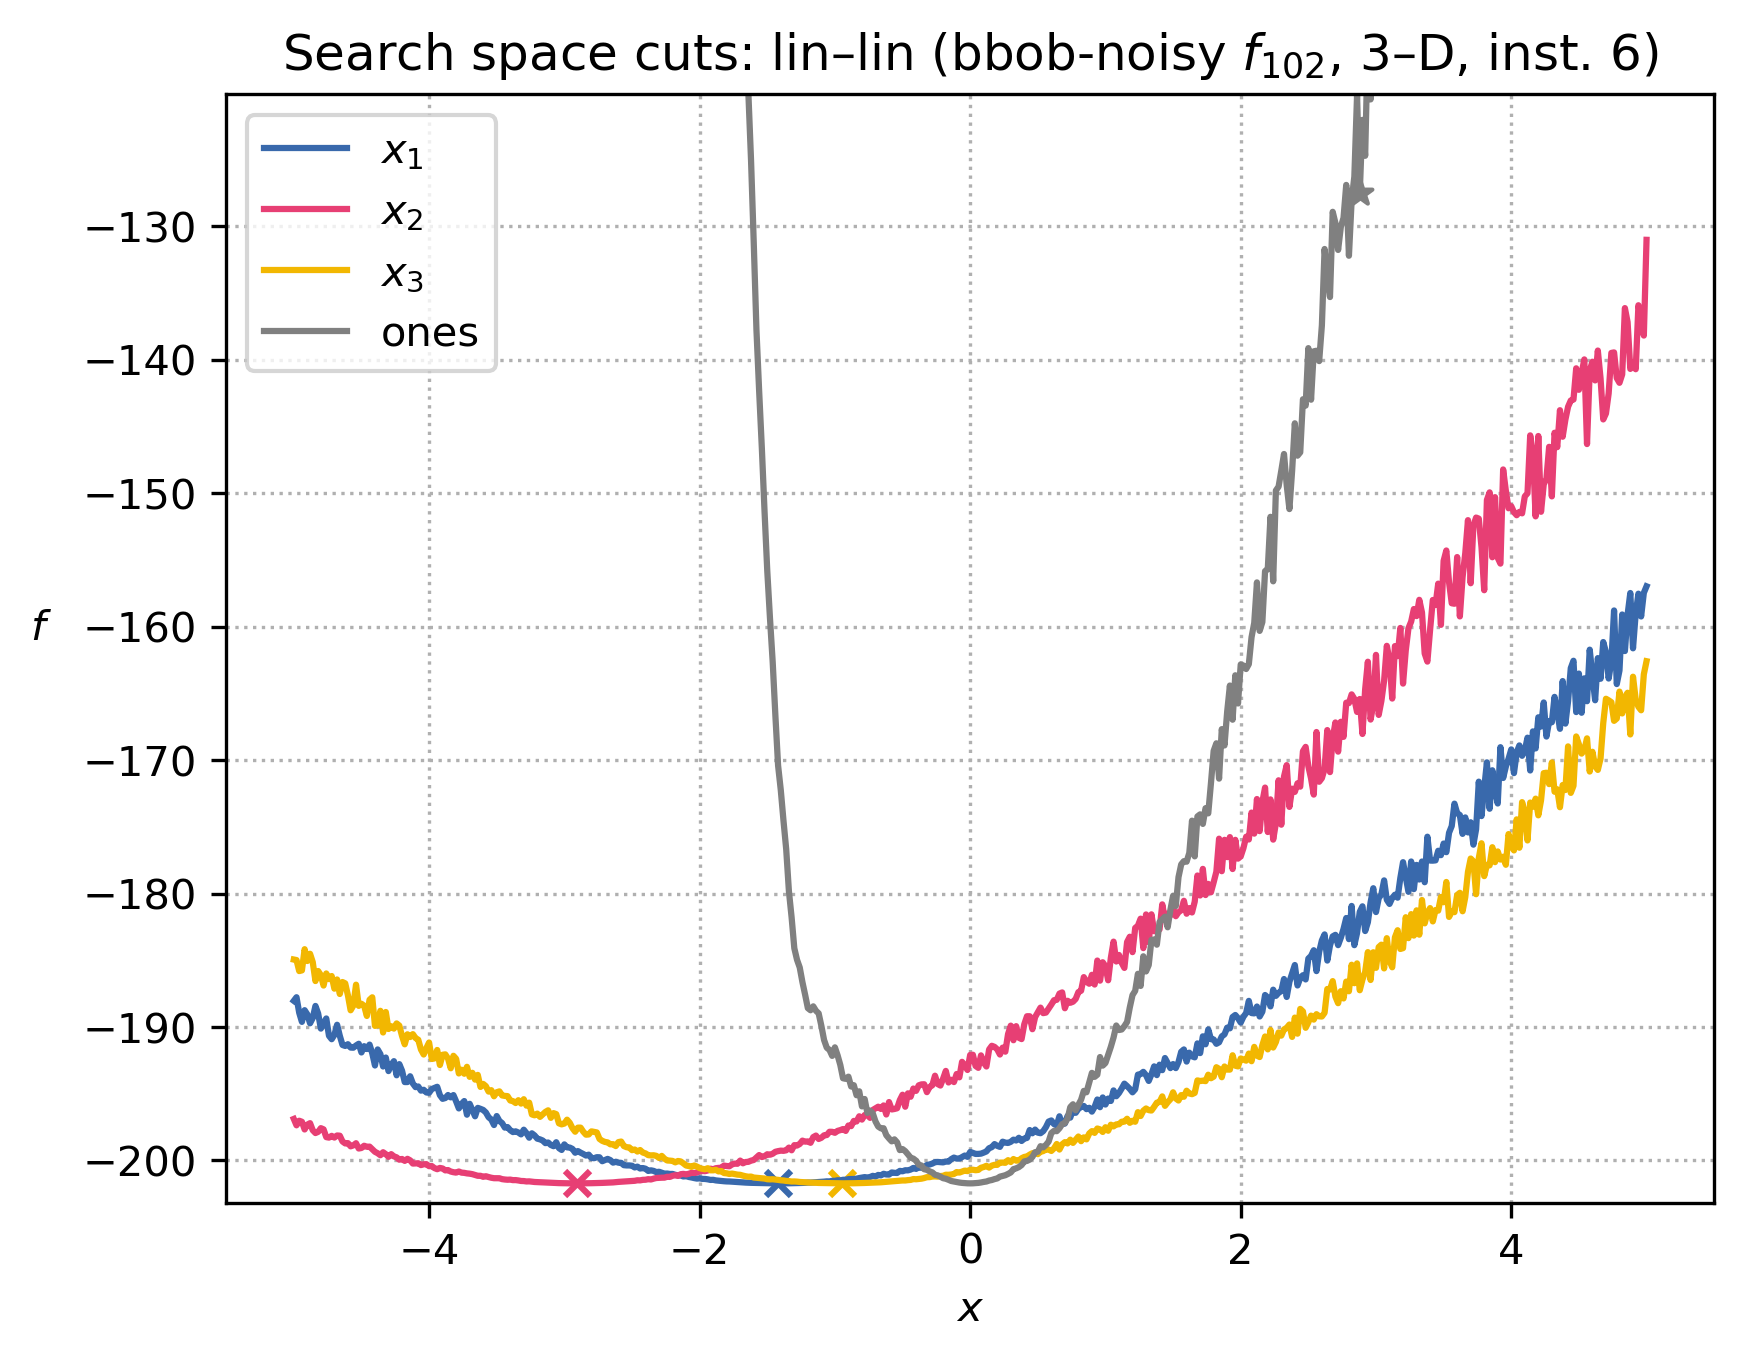 Search space cuts: lin–lin (bbob-noisy f₁₀₂, 3–D, inst. 6)
x₁
x₂
x₃
ones
f
−130
−140
−150
−160
−170
−180
−190
−200
−4
−2
0
2
4
x